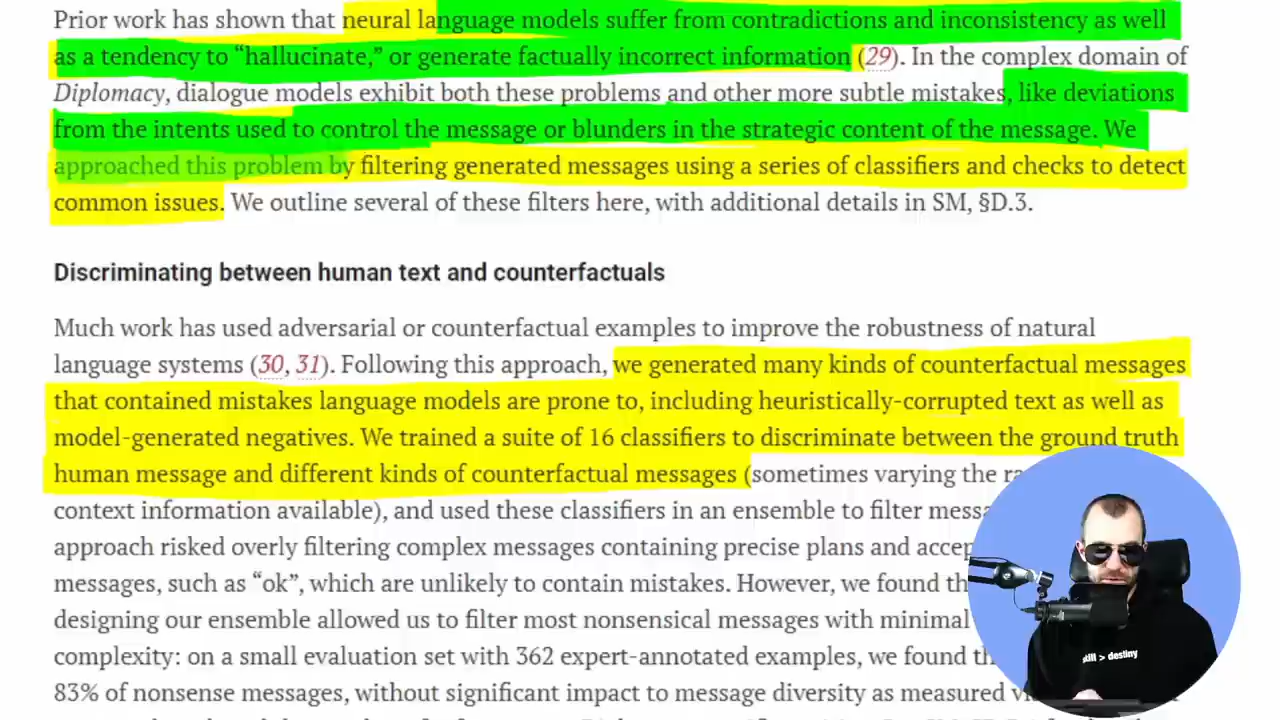 Prior work has shown that neural language models suffer from contradictions and inconsistency as well
as a tendency to “hallucinate,” or generate factually incorrect information (29). In the complex domain of
Diplomacy, dialogue models exhibit both these problems and other more subtle mistakes, like deviations
from the intents used to control the message or blunders in the strategic content of the message. We
approached this problem by filtering generated messages using a series of classifiers and checks to detect
common issues. We outline several of these filters here, with additional details in SM, §D.3.
Discriminating between human text and counterfactuals
Much work has used adversarial or counterfactual examples to improve the robustness of natural
language systems (30, 31). Following this approach, we generated many kinds of counterfactual messages
that contained mistakes language models are prone to, including heuristically-corrupted text as well as
model-generated negatives. We trained a suite of 16 classifiers to discriminate between the ground truth
human message and different kinds of counterfactual messages (sometimes varying the
context information available), and used these classifiers in an ensemble to filter
approach risked overly filtering complex messages containing precise plans and
messages, such as “ok”, which are unlikely to contain mistakes. However, we found
designing our ensemble allowed us to filter most nonsensical messages with minimal
complexity: on a small evaluation set with 362 expert-annotated examples, we found
83% of nonsense messages, without significant impact to message diversity as measured
> destiny